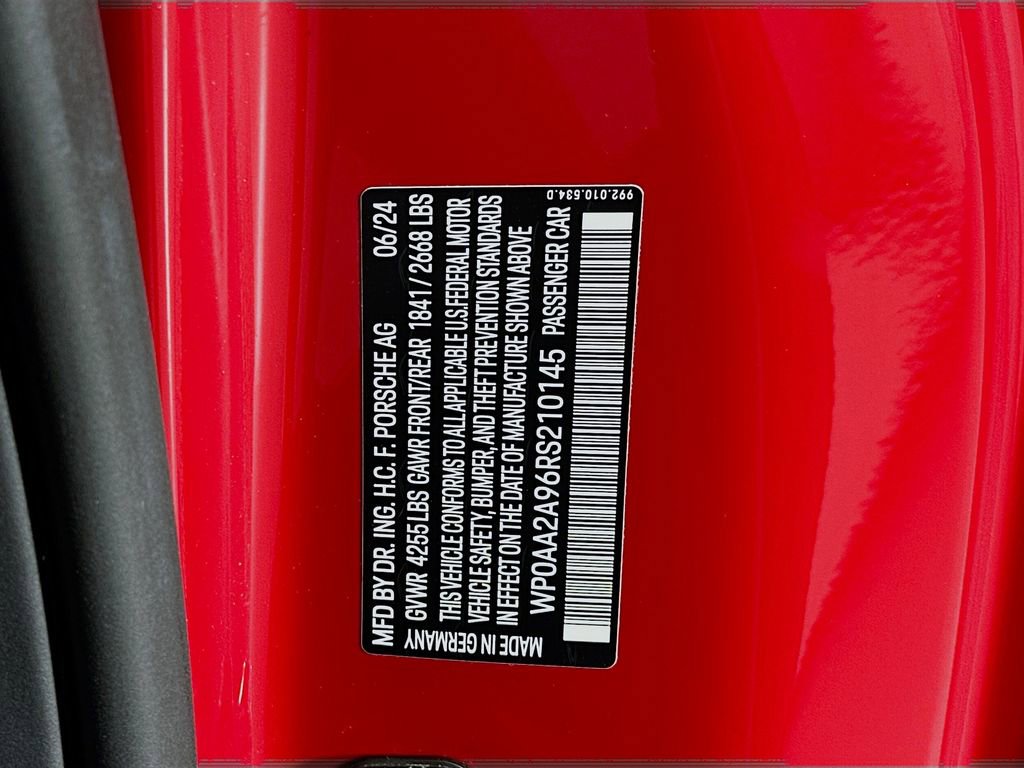 MFD BY DR. ING. H.C. F. PORSCHE AG 06/24
GVWR 4255 LBS GAWR FRONT/REAR 1841 / 2668 LBS
THIS VEHICLE CONFORMS TO ALL APPLICABLE U.S.FEDERAL MOTOR
VEHICLE SAFETY, BUMPER, AND THEFT PREVENTION STANDARDS
IN EFFECT ON THE DATE OF MANUFACTURE SHOWN ABOVE
WP0AA2A96RS210145 PASSENGER CAR
MADE IN GERMANY
992.010.534.D